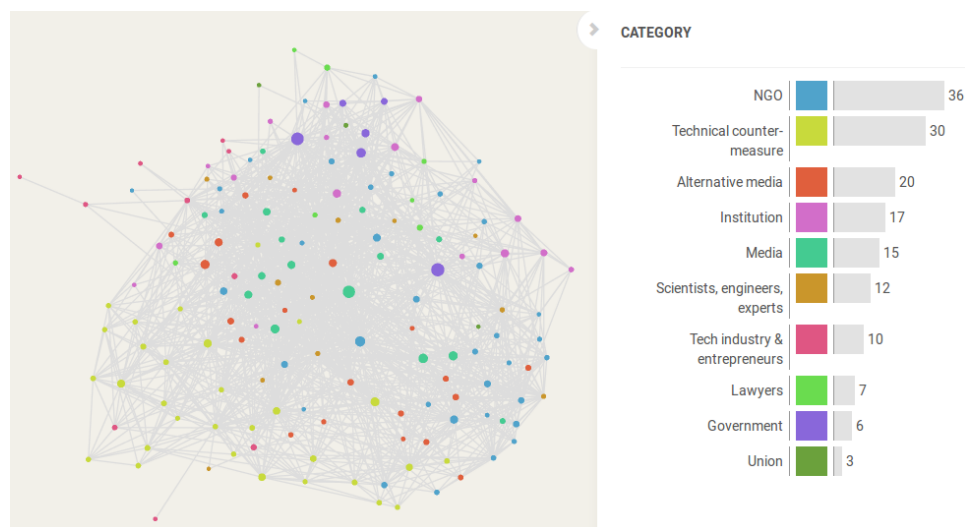 CATEGORY
NGO 36
Technical counter-
measure 30
Alternative media 20
Institution 17
Media 15
Scientists, engineers,
experts 12
Tech industry &
entrepreneurs 10
Lawyers 7
Government 6
Union 3